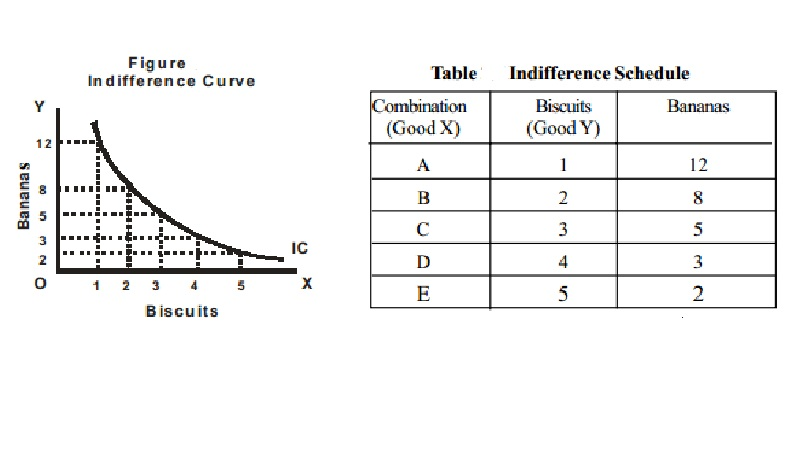 Figure
Indifference Curve
Y
12
8
5
3
2
O
Bananas
1 2 3 4 5
IC
X
Biscuits
Table Indifference Schedule
Combination Biscuits Bananas
(Good X) (Good Y)
A 1 12
B 2 8
C 3 5
D 4 3
E 5 2